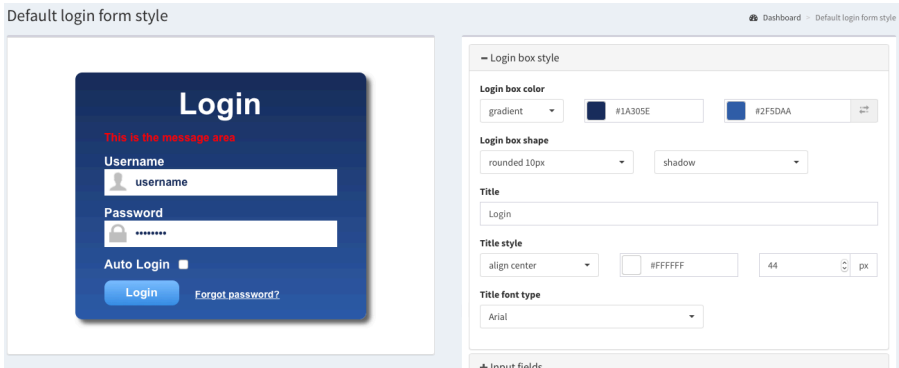 Default login form style
Dashboard > Default login form style
Login
This is the message area
Username
username
Password
••••••••
Auto Login
Login Forgot password?
Login box style
Login box color
gradient #1A305E #2F5DAA
Login box shape
rounded 10px shadow
Title
Login
Title style
align center #FFFFFF 44 px
Title font type
Arial
Input fields